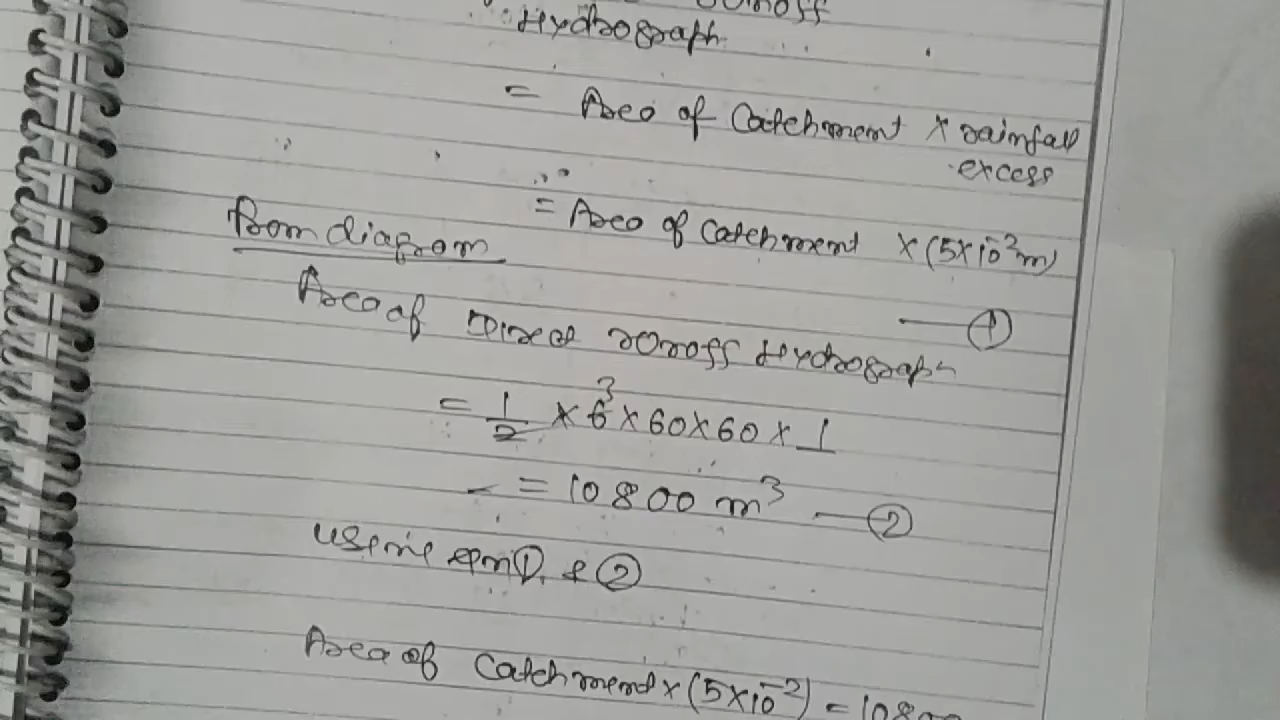 Hydrograph
= Area of Catchment × rainfall
excess
= Area of Catchment × (5×10⁻²m)
from diagram
— ①
Area of Direct runoff Hydrograph
= 1/2 × 6³ × 60 × 60 × 1
= 10800 m³ — ②
using eqn ① & ②
Area of Catchment × (5×10⁻²) = 10800